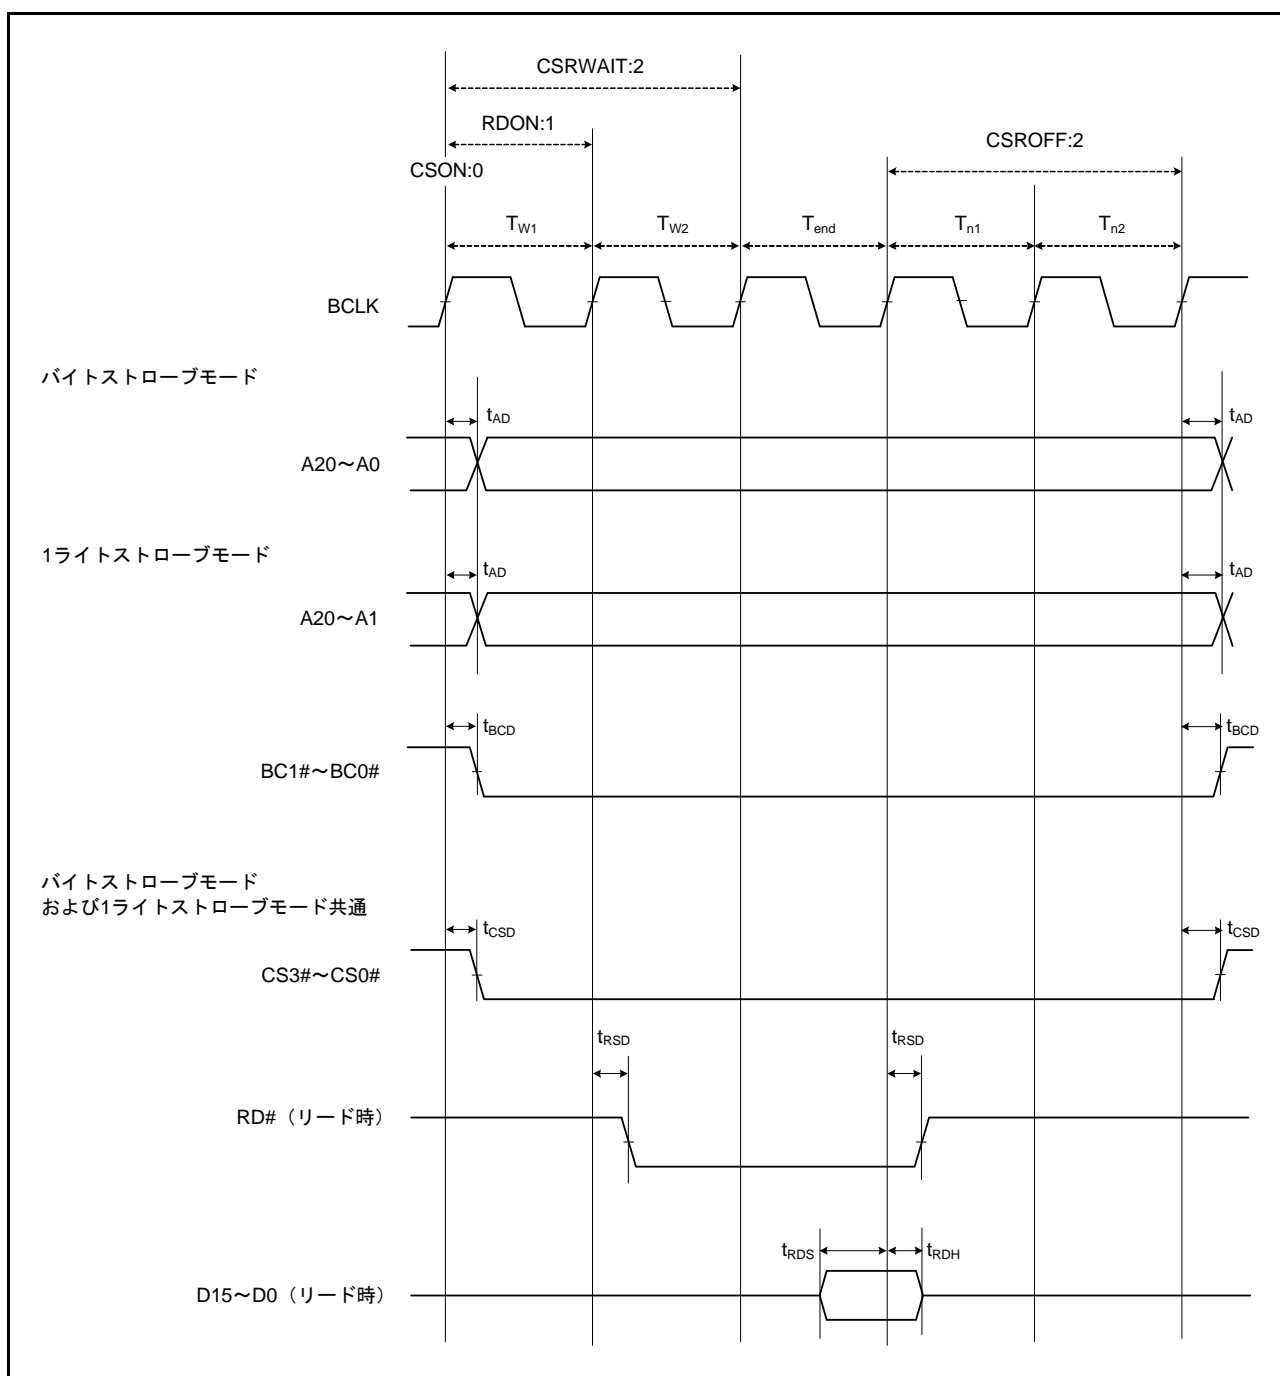 CSRWAIT:2
RDON:1
CSROFF:2
CSON:0
TW1 TW2 Tend Tn1 Tn2
BCLK
バイトストローブモード
tAD tAD
A20～A0
1ライトストローブモード
tAD tAD
A20～A1
tBCD tBCD
BC1#～BC0#
バイトストローブモード
および1ライトストローブモード共通
tCSD tCSD
CS3#～CS0#
tRSD tRSD
RD#（リード時）
tRDS tRDH
D15～D0（リード時）